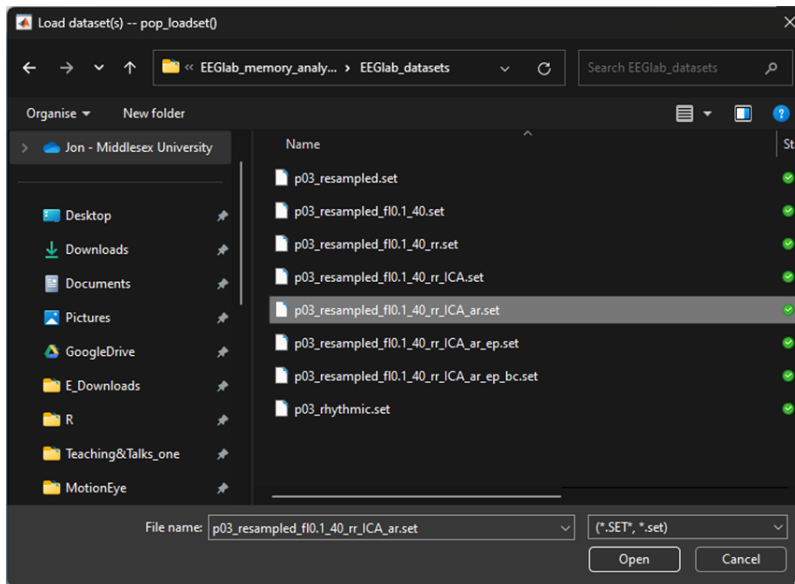 Load dataset(s) -- pop_loadset()
« EEGlab_memory_analy... › EEGlab_datasets
Search EEGlab_datasets
Organise
New folder
Name
St
Jon - Middlesex University
Desktop
Downloads
Documents
Pictures
GoogleDrive
E_Downloads
R
Teaching&Talks_one
MotionEye
p03_resampled.set
p03_resampled_fl0.1_40.set
p03_resampled_fl0.1_40_rr.set
p03_resampled_fl0.1_40_rr_ICA.set
p03_resampled_fl0.1_40_rr_ICA_ar.set
p03_resampled_fl0.1_40_rr_ICA_ar_ep.set
p03_resampled_fl0.1_40_rr_ICA_ar_ep_bc.set
p03_rhythmic.set
File name: p03_resampled_fl0.1_40_rr_ICA_ar.set
(*.SET*, *.set)
Open
Cancel